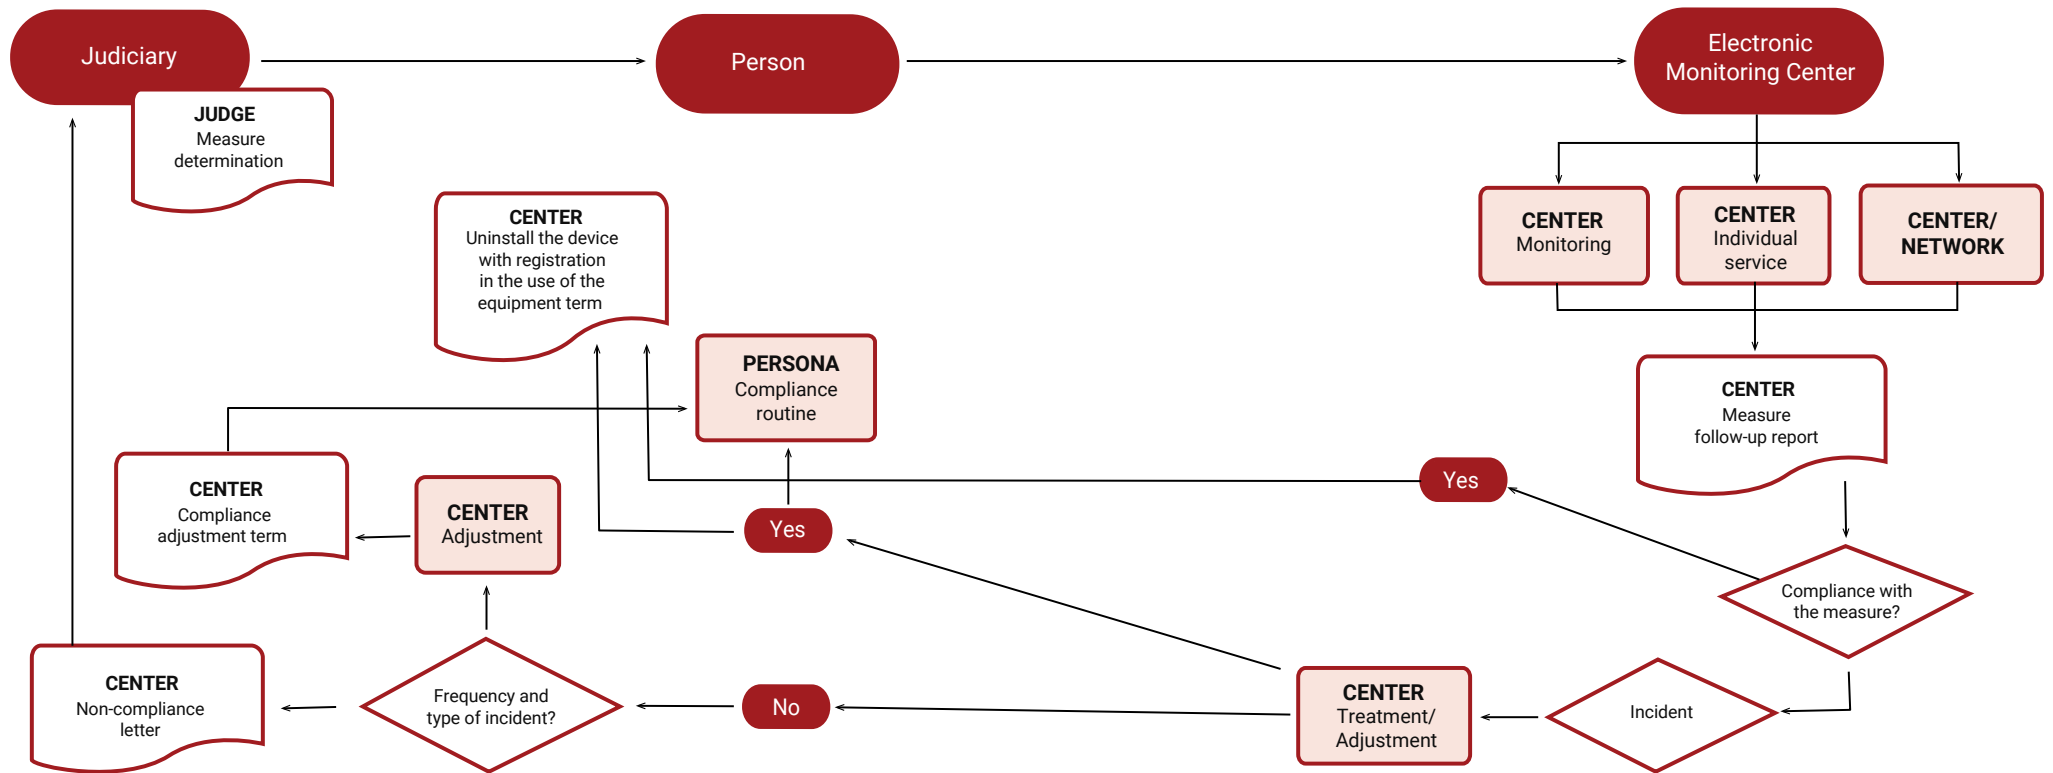 Judiciary
Person
Electronic
Monitoring Center
JUDGE
Measure
determination
CENTER
Uninstall the device
with registration
in the use of the
equipment term
CENTER
Monitoring
CENTER
Individual
service
CENTER/
NETWORK
PERSONA
Compliance
routine
CENTER
Measure
follow-up report
CENTER
Compliance
adjustment term
CENTER
Adjustment
Yes
Yes
Compliance with
the measure?
CENTER
Non-compliance
letter
Frequency and
type of incident?
No
CENTER
Treatment/
Adjustment
Incident